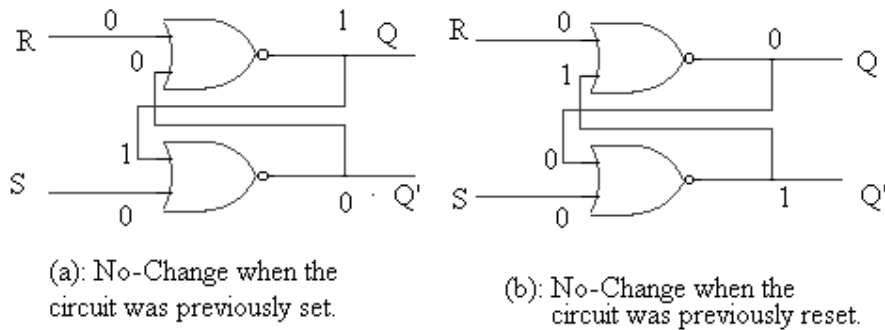 0
1
Q
R
0
1
S
0
0
Q'
(a): No-Change when the
circuit was previously set.
0
0
R
1
Q
0
S
0
1
Q'
(b): No-Change when the
circuit was previously reset.